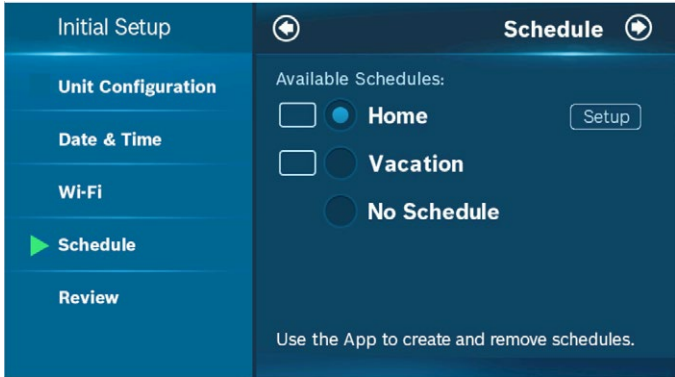 Initial Setup
Unit Configuration
Date & Time
Wi-Fi
Schedule
Review
Schedule
Available Schedules:
Home
Setup
Vacation
No Schedule
Use the App to create and remove schedules.